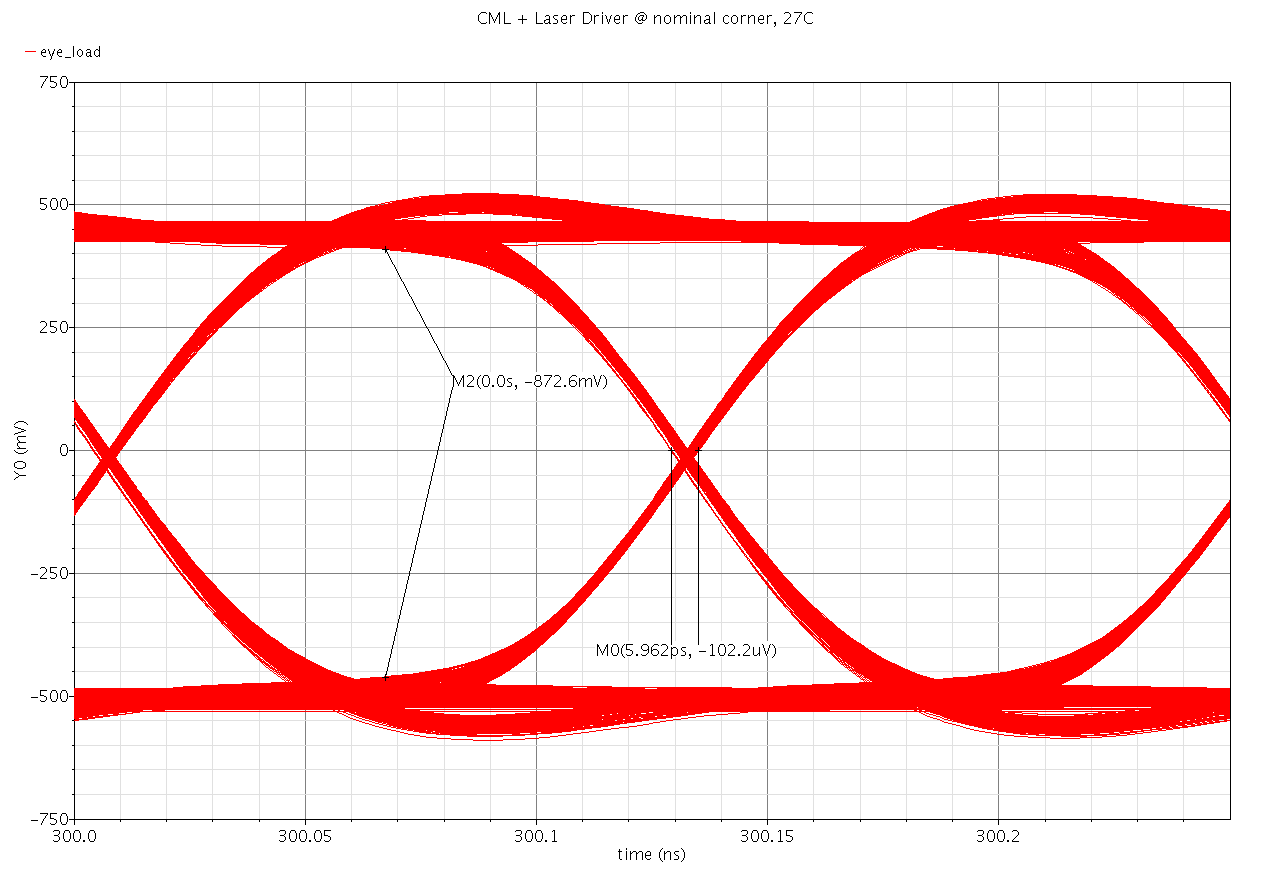 CML + Laser Driver @ nominal corner, 27C
eye_load
750
500
250
0
-250
-500
-750
Y0 (mV)
M2(0.0s, -872.6mV)
M0(5.962ps, -102.2uV)
300.0
300.05
300.1
300.15
300.2
time (ns)